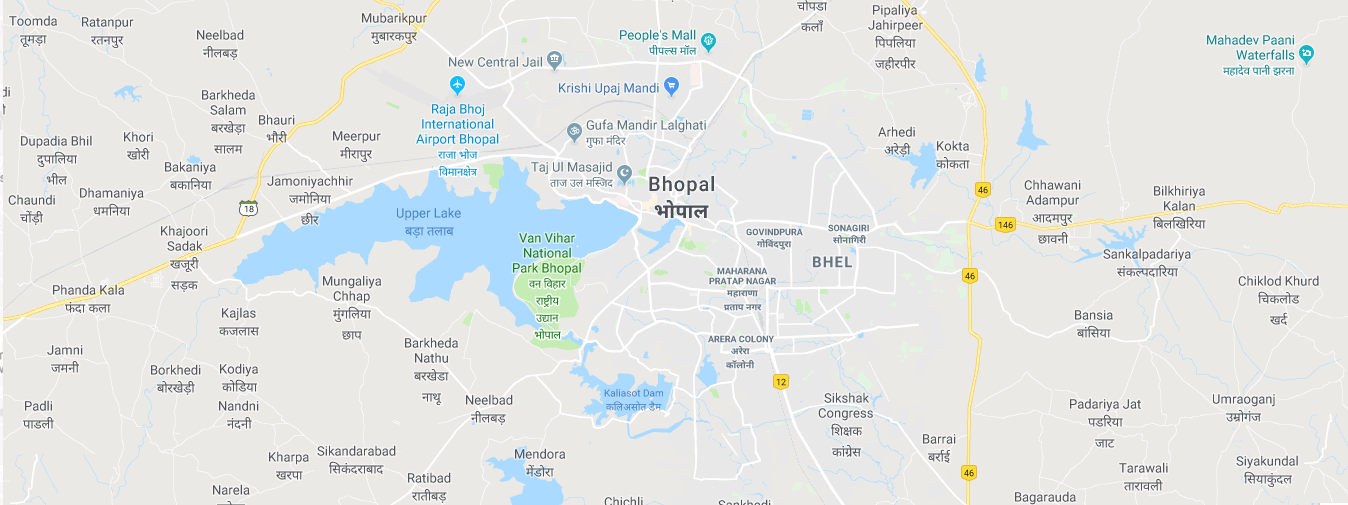 Toomda
तूमड़ा
Ratanpur
रतनपुर
Neelbad
नीलबड़
Mubarikpur
मुबारकपुर
People's Mall
पीपल्स मॉल
चोपडा
कलाँ
Pipaliya
Jahirpeer
पिपलिया
जहीरपीर
Mahadev Paani
Waterfalls
महादेव पानी झरना
New Central Jail
Krishi Upaj Mandi
Raja Bhoj
International
Airport Bhopal
राजा भोज
विमानक्षेत्र
Barkheda
Salam
बरखेड़ा
सालम
Bhauri
भौरी
Meerpur
मीरापुर
Gufa Mandir Lalghati
गुफा मंदिर
Dupadia Bhil
दुपालिया
भील
Khori
खोरी
Bakaniya
बकानिया
Taj Ul Masajid
ताज उल मस्जिद
Bhopal
भोपाल
Arhedi
अरेड़ी
Kokta
कोकता
Chaundi
चोंड़ी
Dhamaniya
धमनिया
Jamoniyachhir
जमोनिया
छीर
18
Upper Lake
बड़ा तलाब
46
146
Chhawani
Adampur
आदमपुर
छावनी
Bilkhiriya
Kalan
बिलखिरिया
Khajoori
Sadak
खजूरी
सड़क
Van Vihar
National
Park Bhopal
वन विहार
राष्ट्रीय
उद्यान
भोपाल
GOVINDPURA
गोविंदपुरा
SONAGIRI
सोनागिरी
BHEL
MAHARANA
PRATAP NAGAR
महाराणा
प्रताप नगर
46
Sankalpadariya
संकल्पदारिया
Chiklod Khurd
चिकलोड
खर्द
Phanda Kala
फंदा कला
Mungaliya
Chhap
मुंगलिया
छाप
Kajlas
कजलास
Bansia
बांसिया
ARERA COLONY
अरेरा
कॉलोनी
Jamni
जमनी
Borkhedi
बोरखेड़ी
Kodiya
कोडिया
Barkheda
Nathu
बरखेडा
नाथू
12
Kaliasot Dam
कलिअसोत डैम
Padli
पाडली
Nandni
नंदनी
Neelbad
नीलबड़
Sikshak
Congress
शिक्षक
कांग्रेस
Padariya Jat
पडरिया
जाट
Umraoganj
उम्रोगंज
Kharpa
खरपा
Sikandarabad
सिकंदराबाद
Mendora
मेंडोरा
Barrai
बर्राई
46
Tarawali
तारावली
Siyakundal
सियाकुंदल
Narela
Ratibad
रातीबड़
Chichli
Bagarauda